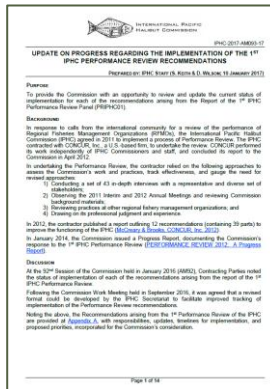 INTERNATIONAL PACIFIC
HALIBUT COMMISSION
IPHC-2017-AM093-17
UPDATE ON PROGRESS REGARDING THE IMPLEMENTATION OF THE 1ST
IPHC PERFORMANCE REVIEW RECOMMENDATIONS
PREPARED BY: IPHC STAFF (S. KEITH & D. WILSON; 10 JANUARY 2017)
PURPOSE
To provide the Commission with an opportunity to review and update the current status of
implementation for each of the recommendations arising from the Report of the 1st IPHC
Performance Review Panel (PRIPHC01).
BACKGROUND
In response to calls from the international community for a review of the performance of
Regional Fisheries Management Organizations (RFMOs), the International Pacific Halibut
Commission (IPHC) agreed in 2011 to implement a process of Performance Review. The IPHC
contracted with CONCUR, Inc., a U.S.-based firm, to undertake the review. CONCUR performed
its work independently of IPHC Commissioners and staff, and conducted its report to the
Commission in April 2012.
In undertaking the Performance Review, the contractor relied on the following approaches to
assess the Commission's work and practices, track effectiveness, and gauge the need for
revised approaches:
1) Conducting a set of 43 in-depth interviews with a representative and diverse set of
stakeholders;
2) Observing the 2011 Interim and 2012 Annual Meetings and reviewing Commission
background materials;
3) Reviewing practices of other regional fishery management organizations; and
4) Drawing on its professional judgment and experience.
In 2012, the contractor published a report outlining 12 recommendations (containing 39 parts) to
improve the functioning of the IPHC (McCreary & Brooks, CONCUR, Inc. 2012).
In January 2014, the Commission issued a Progress Report, documenting the Commission's
response to the 1st IPHC Performance Review (PERFORMANCE REVIEW 2012: A Progress
Report).
DISCUSSION
At the 92nd Session of the Commission held in January 2016 (AM92), Contracting Parties noted
the status of implementation of each of the recommendations arising from the report of the 1st
IPHC Performance Review.
Following the Commission Work Meeting held in September 2016, it was agreed that a revised
format could be developed by the IPHC Secretariat to facilitate improved tracking of
implementation of the Performance Review recommendations.
Noting the above, the Recommendations arising from the 1st Performance Review of the IPHC
are provided at Appendix A, with responsibilities, updates, timelines for implementation, and
proposed priorities, incorporated for the Commission's consideration.
Page 1 of 14